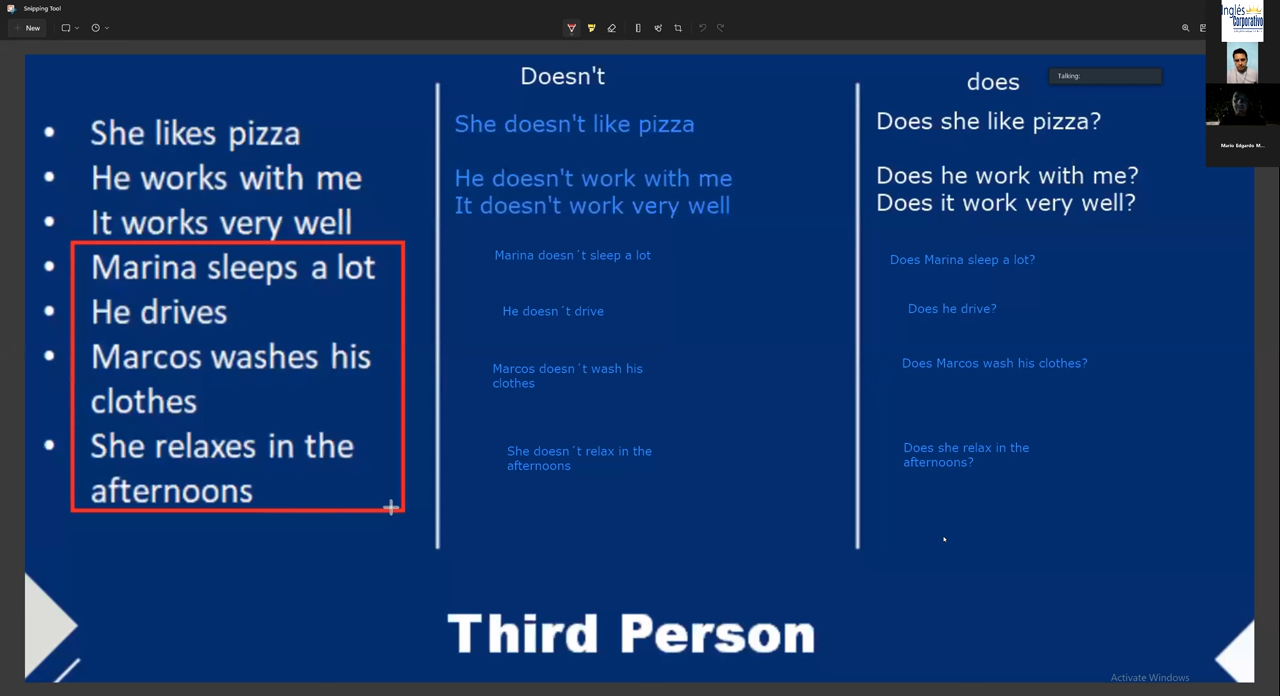 Snipping Tool
New
Inglés
Corporativo
Talking:
Mario Edgardo M...
• She likes pizza
• He works with me
• It works very well
• Marina sleeps a lot
• He drives
• Marcos washes his
clothes
• She relaxes in the
afternoons
Doesn't
She doesn't like pizza
He doesn't work with me
It doesn't work very well
Marina doesn´t sleep a lot
He doesn´t drive
Marcos doesn´t wash his
clothes
She doesn´t relax in the
afternoons
does
Does she like pizza?
Does he work with me?
Does it work very well?
Does Marina sleep a lot?
Does he drive?
Does Marcos wash his clothes?
Does she relax in the
afternoons?
Third Person
Activate Windows